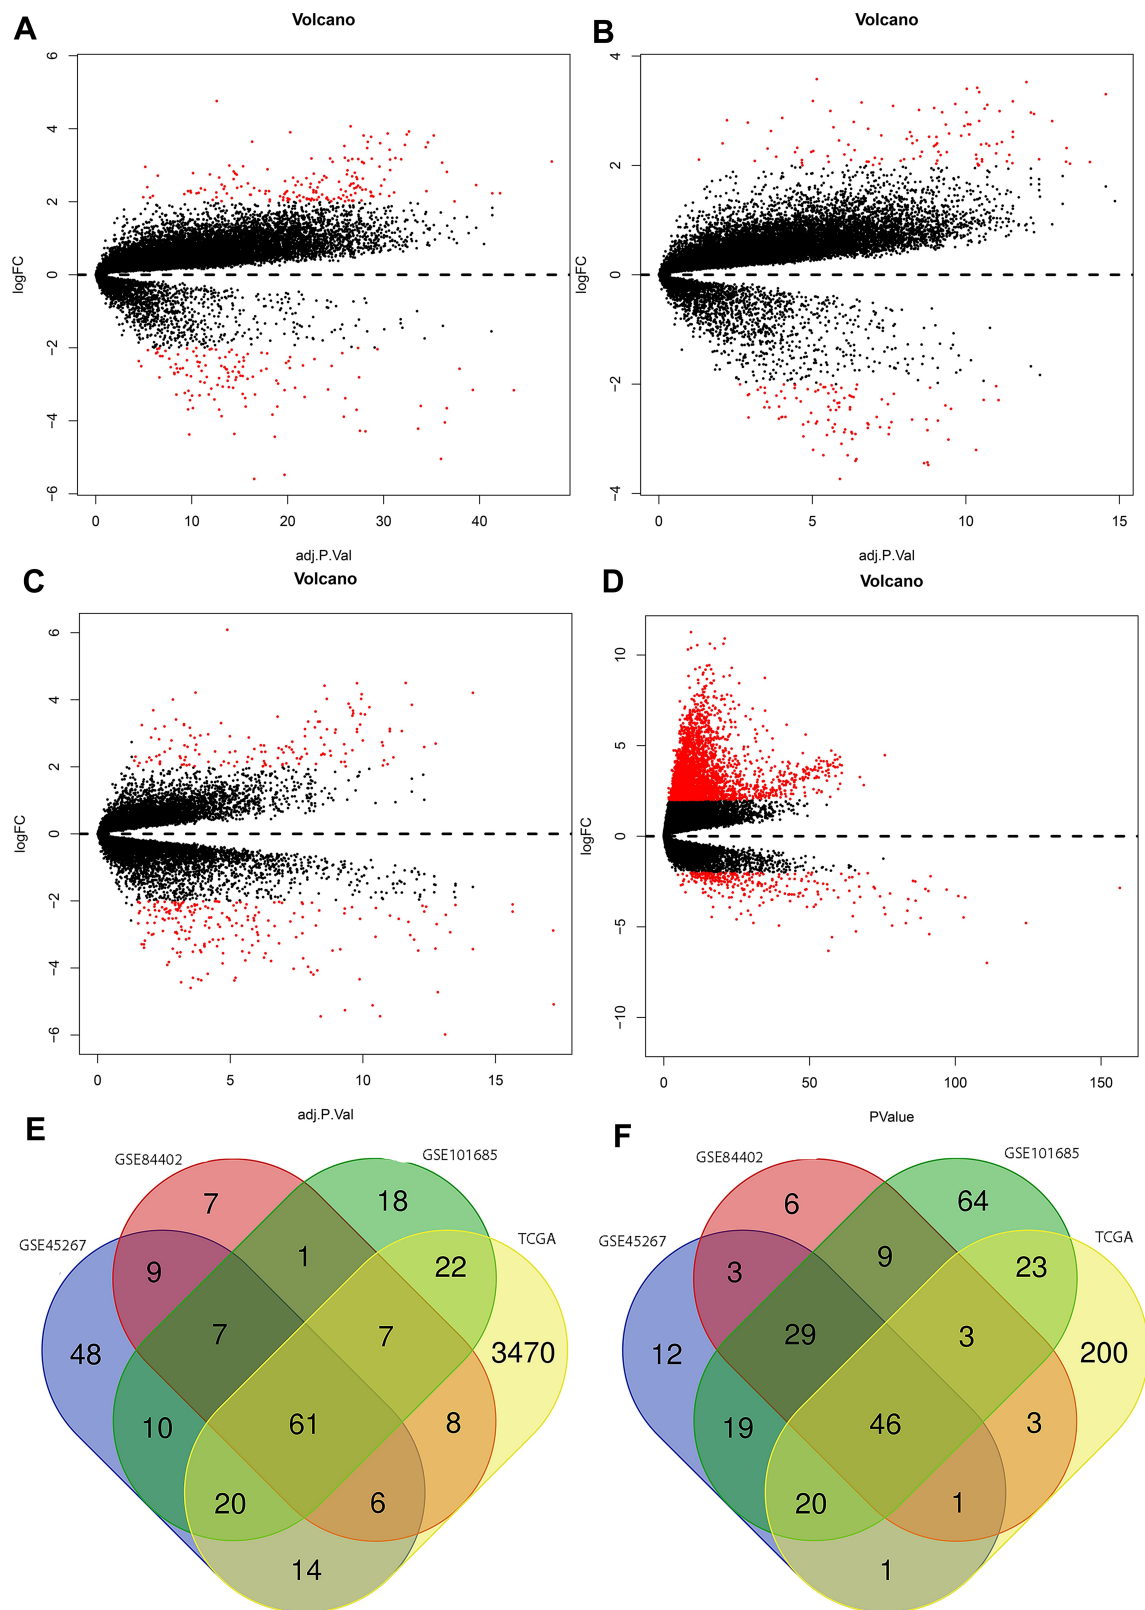 A
Volcano
6
4
2
0
−2
−4
−6
logFC
0 10 20 30 40
adj.P.Val
B
Volcano
4
2
0
−2
−4
logFC
0 5 10 15
adj.P.Val
C
Volcano
6
4
2
0
−2
−4
−6
logFC
0 5 10 15
adj.P.Val
D
Volcano
10
5
0
−5
−10
logFC
0 50 100 150
PValue
E
GSE84402
GSE101685
GSE45267
TCGA
7
18
9
1
22
48
7
7
3470
10
61
8
20
6
14
F
GSE84402
GSE101685
GSE45267
TCGA
6
64
3
9
23
12
29
3
200
19
46
3
20
1
1